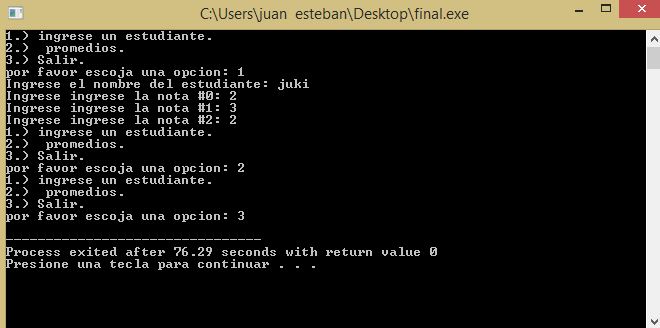 C:\Users\juan esteban\Desktop\final.exe
1.) ingrese un estudiante.
2.)  promedios.
3.) Salir.
por favor escoja una opcion: 1
Ingrese el nombre del estudiante: juki
Ingrese ingrese la nota #0: 2
Ingrese ingrese la nota #1: 3
Ingrese ingrese la nota #2: 2
1.) ingrese un estudiante.
2.)  promedios.
3.) Salir.
por favor escoja una opcion: 2
1.) ingrese un estudiante.
2.)  promedios.
3.) Salir.
por favor escoja una opcion: 3
--------------------------------
Process exited after 76.29 seconds with return value 0
Presione una tecla para continuar . . .